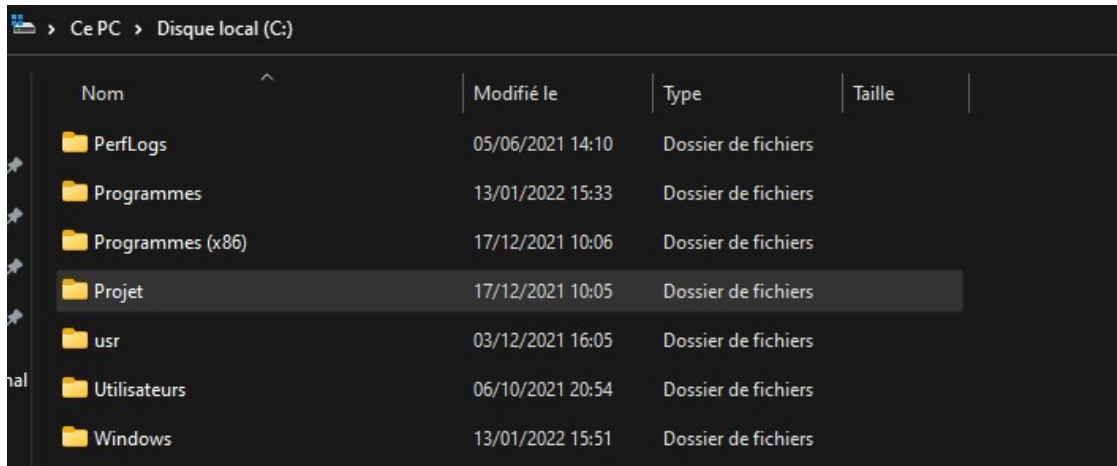 Ce PC > Disque local (C:)
Nom Modifié le Type Taille
PerfLogs 05/06/2021 14:10 Dossier de fichiers
Programmes 13/01/2022 15:33 Dossier de fichiers
Programmes (x86) 17/12/2021 10:06 Dossier de fichiers
Projet 17/12/2021 10:05 Dossier de fichiers
usr 03/12/2021 16:05 Dossier de fichiers
nal Utilisateurs 06/10/2021 20:54 Dossier de fichiers
Windows 13/01/2022 15:51 Dossier de fichiers